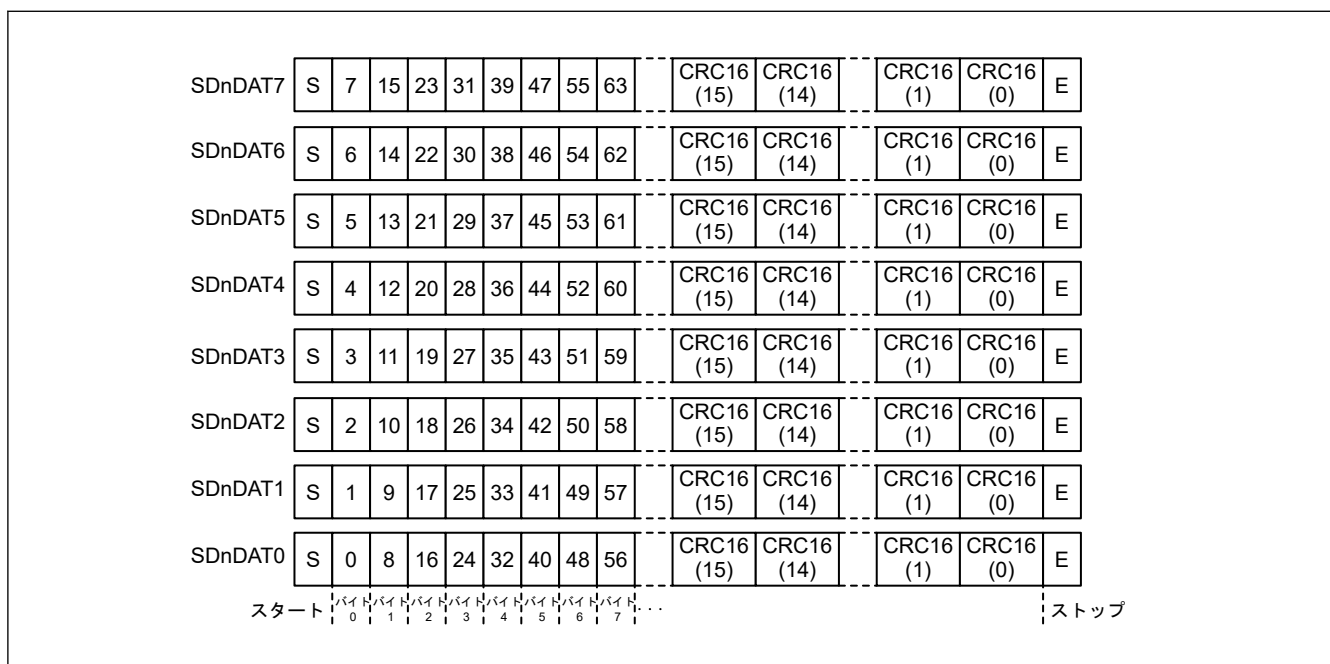 SDnDAT7 S 7 15 23 31 39 47 55 63 CRC16 (15) CRC16 (14) CRC16 (1) CRC16 (0) E
SDnDAT6 S 6 14 22 30 38 46 54 62 CRC16 (15) CRC16 (14) CRC16 (1) CRC16 (0) E
SDnDAT5 S 5 13 21 29 37 45 53 61 CRC16 (15) CRC16 (14) CRC16 (1) CRC16 (0) E
SDnDAT4 S 4 12 20 28 36 44 52 60 CRC16 (15) CRC16 (14) CRC16 (1) CRC16 (0) E
SDnDAT3 S 3 11 19 27 35 43 51 59 CRC16 (15) CRC16 (14) CRC16 (1) CRC16 (0) E
SDnDAT2 S 2 10 18 26 34 42 50 58 CRC16 (15) CRC16 (14) CRC16 (1) CRC16 (0) E
SDnDAT1 S 1 9 17 25 33 41 49 57 CRC16 (15) CRC16 (14) CRC16 (1) CRC16 (0) E
SDnDAT0 S 0 8 16 24 32 40 48 56 CRC16 (15) CRC16 (14) CRC16 (1) CRC16 (0) E
スタート バイト 0 バイト 1 バイト 2 バイト 3 バイト 4 バイト 5 バイト 6 バイト 7 ... ストップ